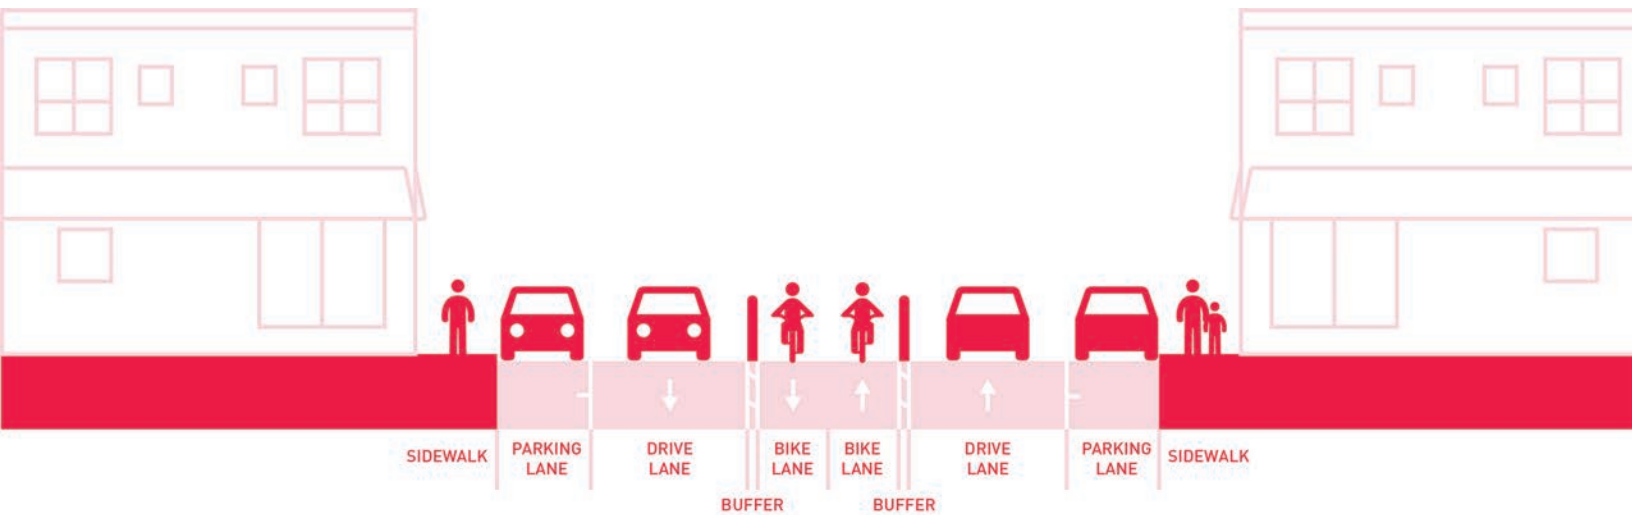 SIDEWALK
PARKING
LANE
DRIVE
LANE
BUFFER
BIKE
LANE
BIKE
LANE
BUFFER
DRIVE
LANE
PARKING
LANE
SIDEWALK